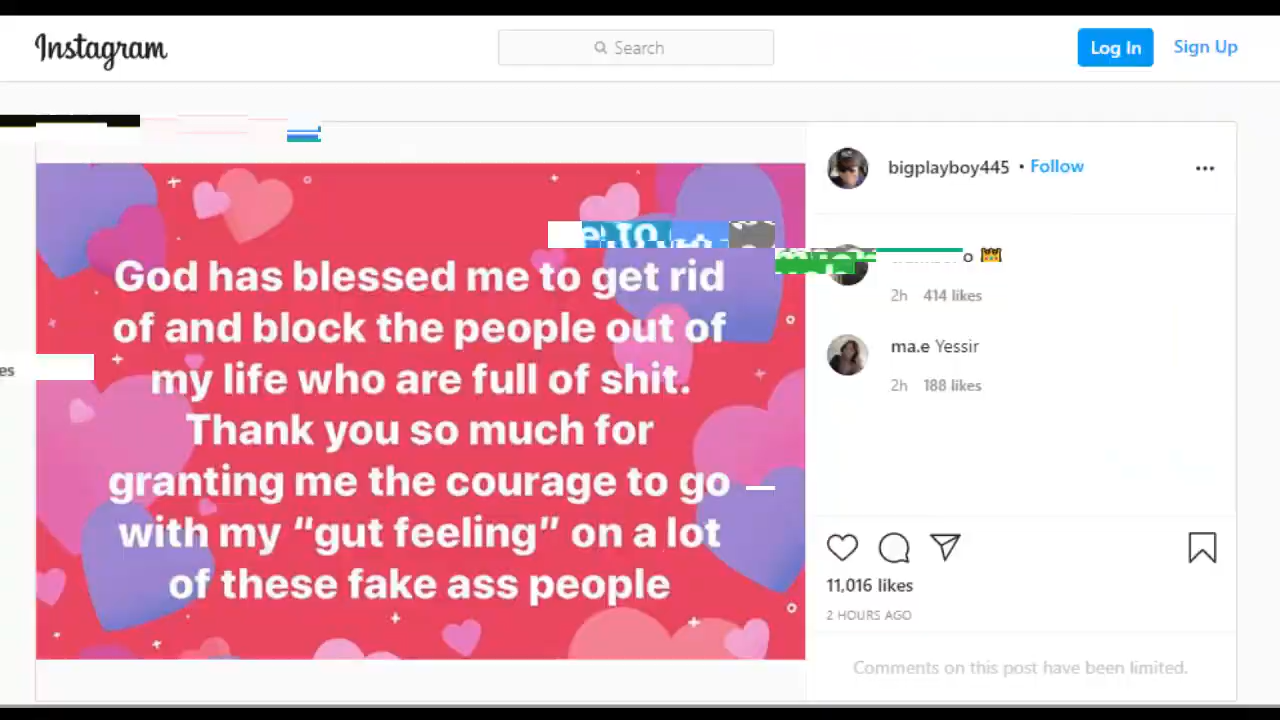 Instagram
Search
Log In
Sign Up
bigplayboy445 • Follow
God has blessed me to get rid
of and block the people out of
my life who are full of shit.
Thank you so much for
granting me the courage to go
with my “gut feeling” on a lot
of these fake ass people
es
o 👑
2h 414 likes
ma.e Yessir
2h 188 likes
11,016 likes
2 HOURS AGO
Comments on this post have been limited.